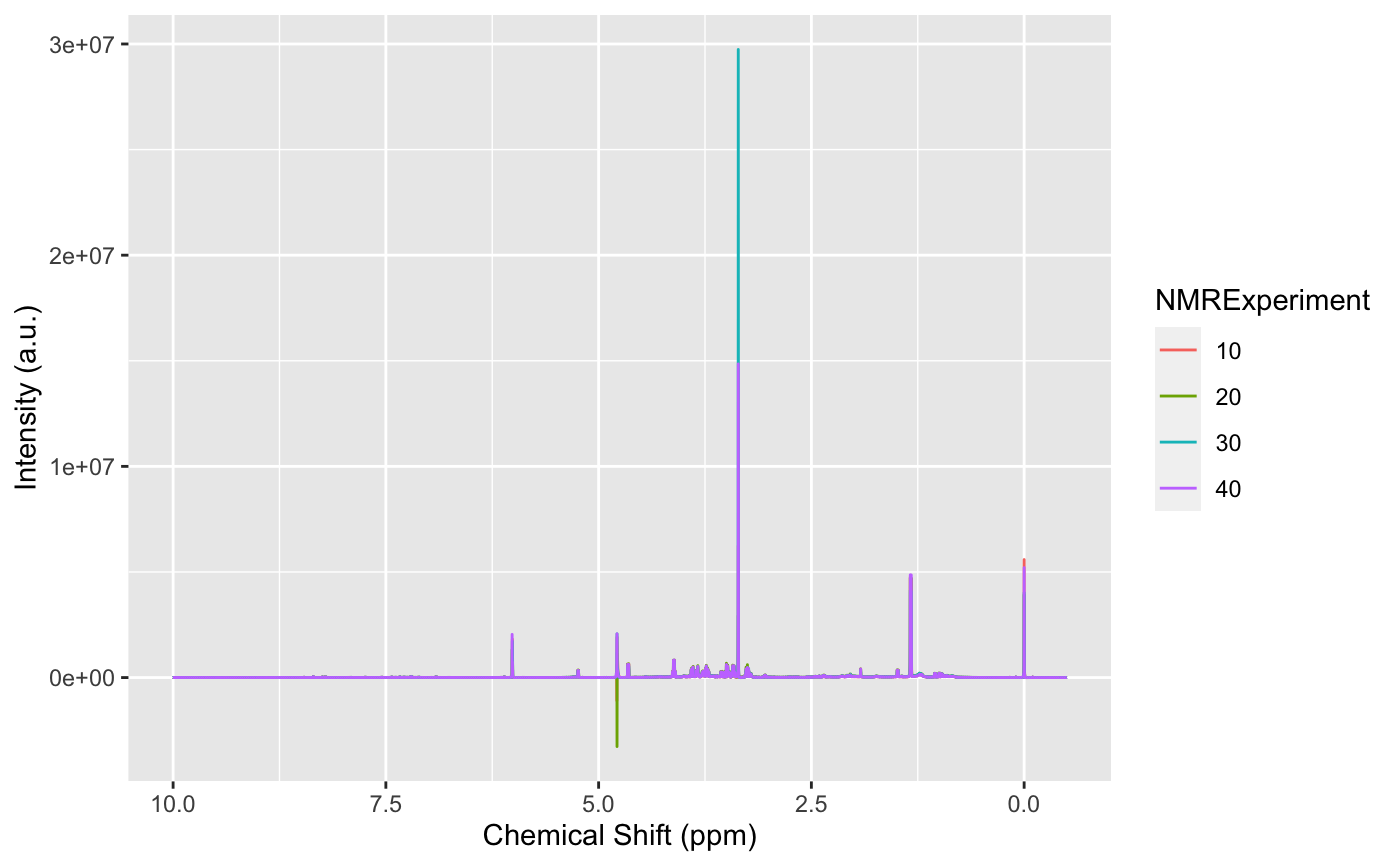 3e+07
2e+07
1e+07
0e+00
Intensity (a.u.)
10.0 7.5 5.0 2.5 0.0
Chemical Shift (ppm)
NMRExperiment
10
20
30
40